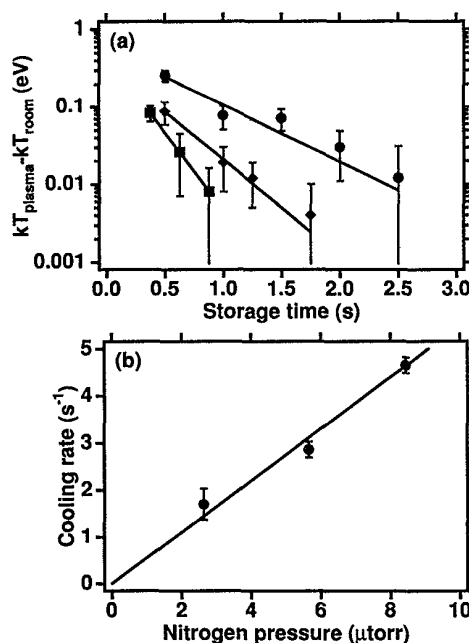 (a)
kT_plasma-kT_room (eV)
1
0.1
0.01
0.001
0.0 0.5 1.0 1.5 2.0 2.5 3.0
Storage time (s)
(b)
Cooling rate (s⁻¹)
5
4
3
2
1
0
0 2 4 6 8 10
Nitrogen pressure (μtorr)